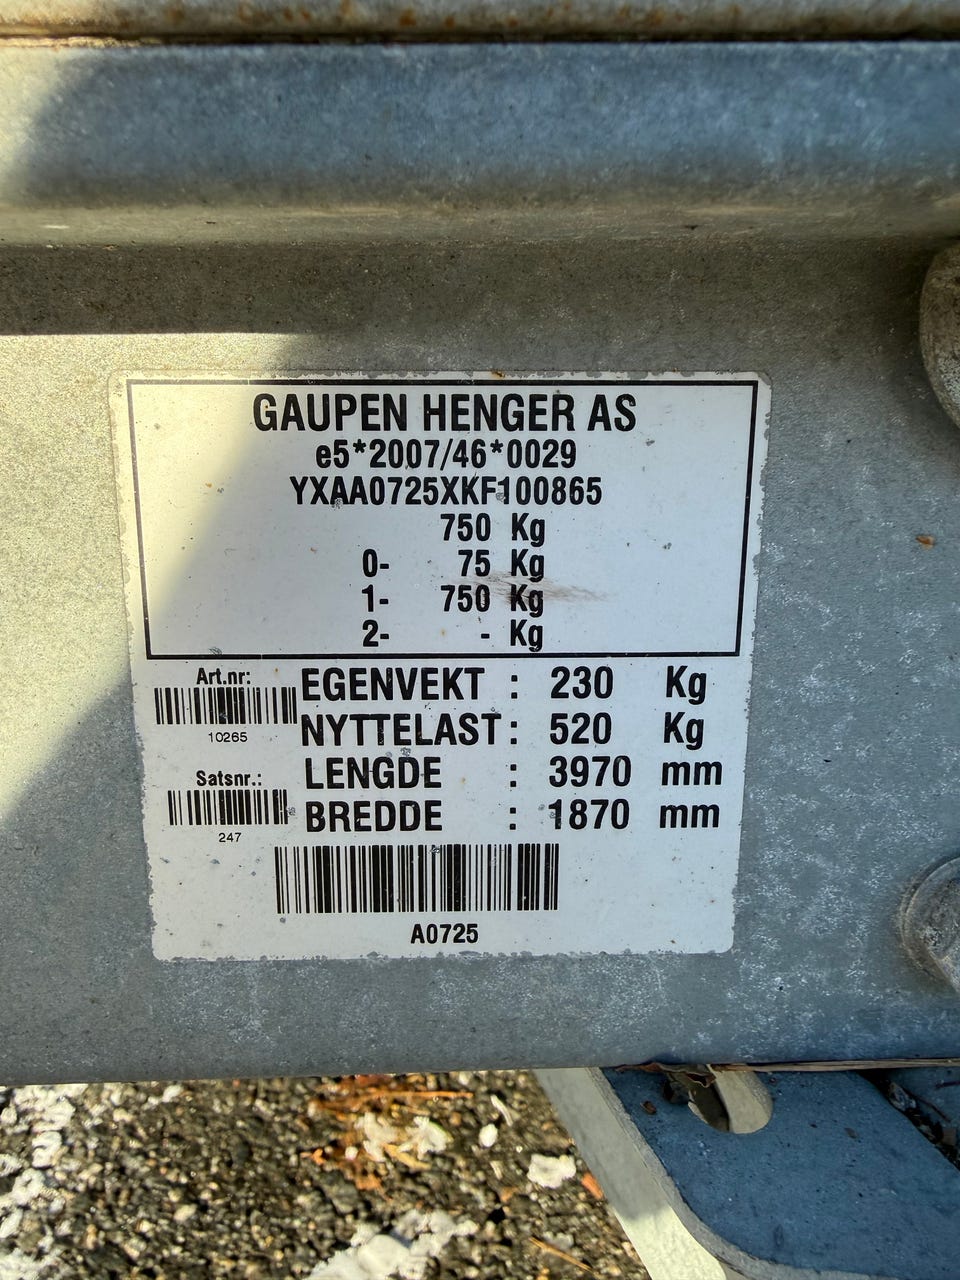 GAUPEN HENGER AS
e5*2007/46*0029
YXAA0725XKF100865
750 Kg
0- 75 Kg
1- 750 Kg
2- - Kg
Art.nr:
10265
EGENVEKT : 230 Kg
NYTTELAST : 520 Kg
Satsnr.:
247
LENGDE : 3970 mm
BREDDE : 1870 mm
A0725